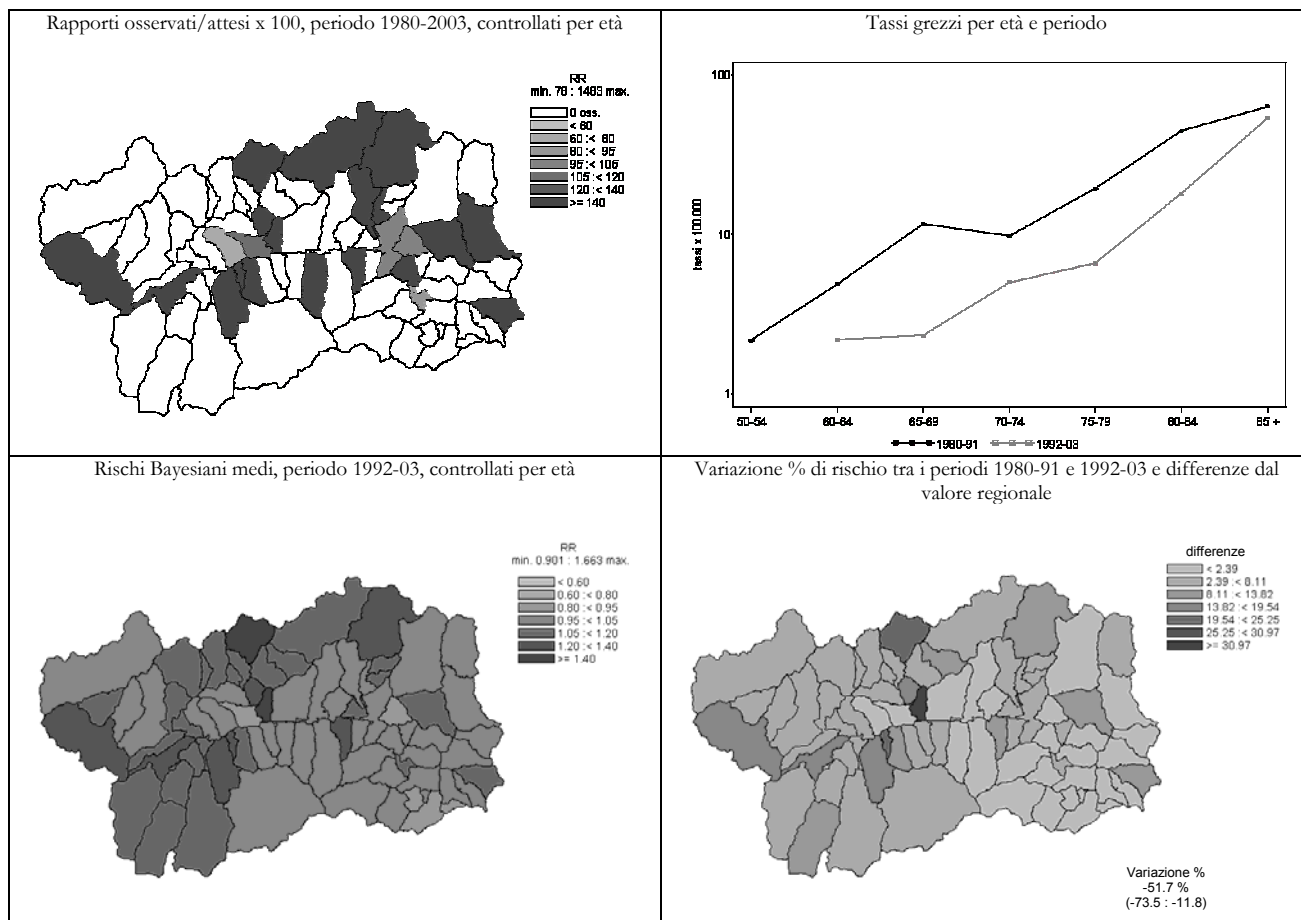 Rapporti osservati/attesi x 100, periodo 1980-2003, controllati per età
RR
min. 78 : 1483 max.
0 oss.
< 60
60 :< 80
80 :< 95
95 :< 105
105 :< 120
120 :< 140
>= 140
Tassi grezzi per età e periodo
100
10
1
tassi x 100.000
50-54
60-64
65-69
70-74
75-79
80-84
85 +
1980-91
1992-03
Rischi Bayesiani medi, periodo 1992-03, controllati per età
RR
min. 0.901 : 1.663 max.
< 0.60
0.60 :< 0.80
0.80 :< 0.95
0.95 :< 1.05
1.05 :< 1.20
1.20 :< 1.40
>= 1.40
Variazione % di rischio tra i periodi 1980-91 e 1992-03 e differenze dal
valore regionale
differenze
< 2.39
2.39 :< 8.11
8.11 :< 13.82
13.82 :< 19.54
19.54 :< 25.25
25.25 :< 30.97
>= 30.97
Variazione %
-51.7 %
(-73.5 : -11.8)